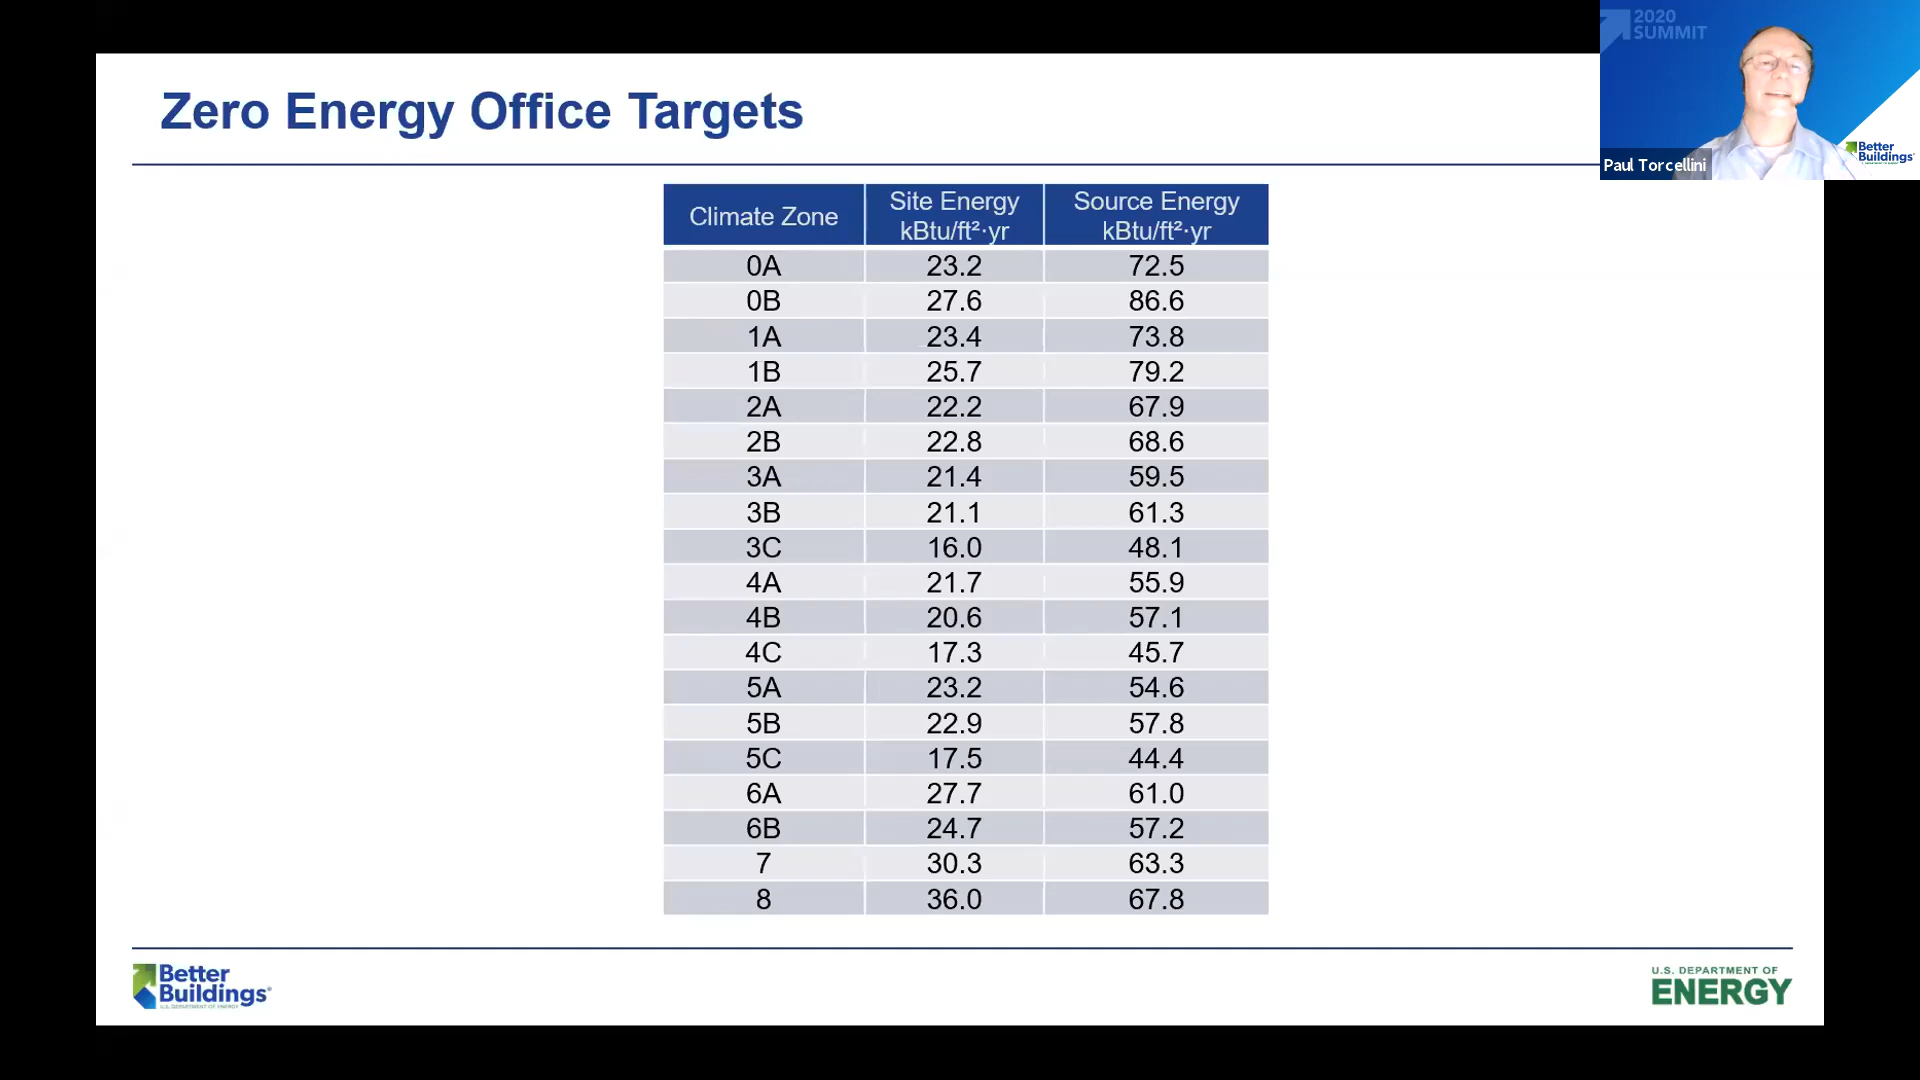 2020
SUMMIT
Paul Torcellini
Better
Buildings
Zero Energy Office Targets
Climate Zone Site Energy kBtu/ft²·yr Source Energy kBtu/ft²·yr
0A 23.2 72.5
0B 27.6 86.6
1A 23.4 73.8
1B 25.7 79.2
2A 22.2 67.9
2B 22.8 68.6
3A 21.4 59.5
3B 21.1 61.3
3C 16.0 48.1
4A 21.7 55.9
4B 20.6 57.1
4C 17.3 45.7
5A 23.2 54.6
5B 22.9 57.8
5C 17.5 44.4
6A 27.7 61.0
6B 24.7 57.2
7 30.3 63.3
8 36.0 67.8
Better
Buildings®
U.S. DEPARTMENT OF ENERGY
U.S. DEPARTMENT OF
ENERGY